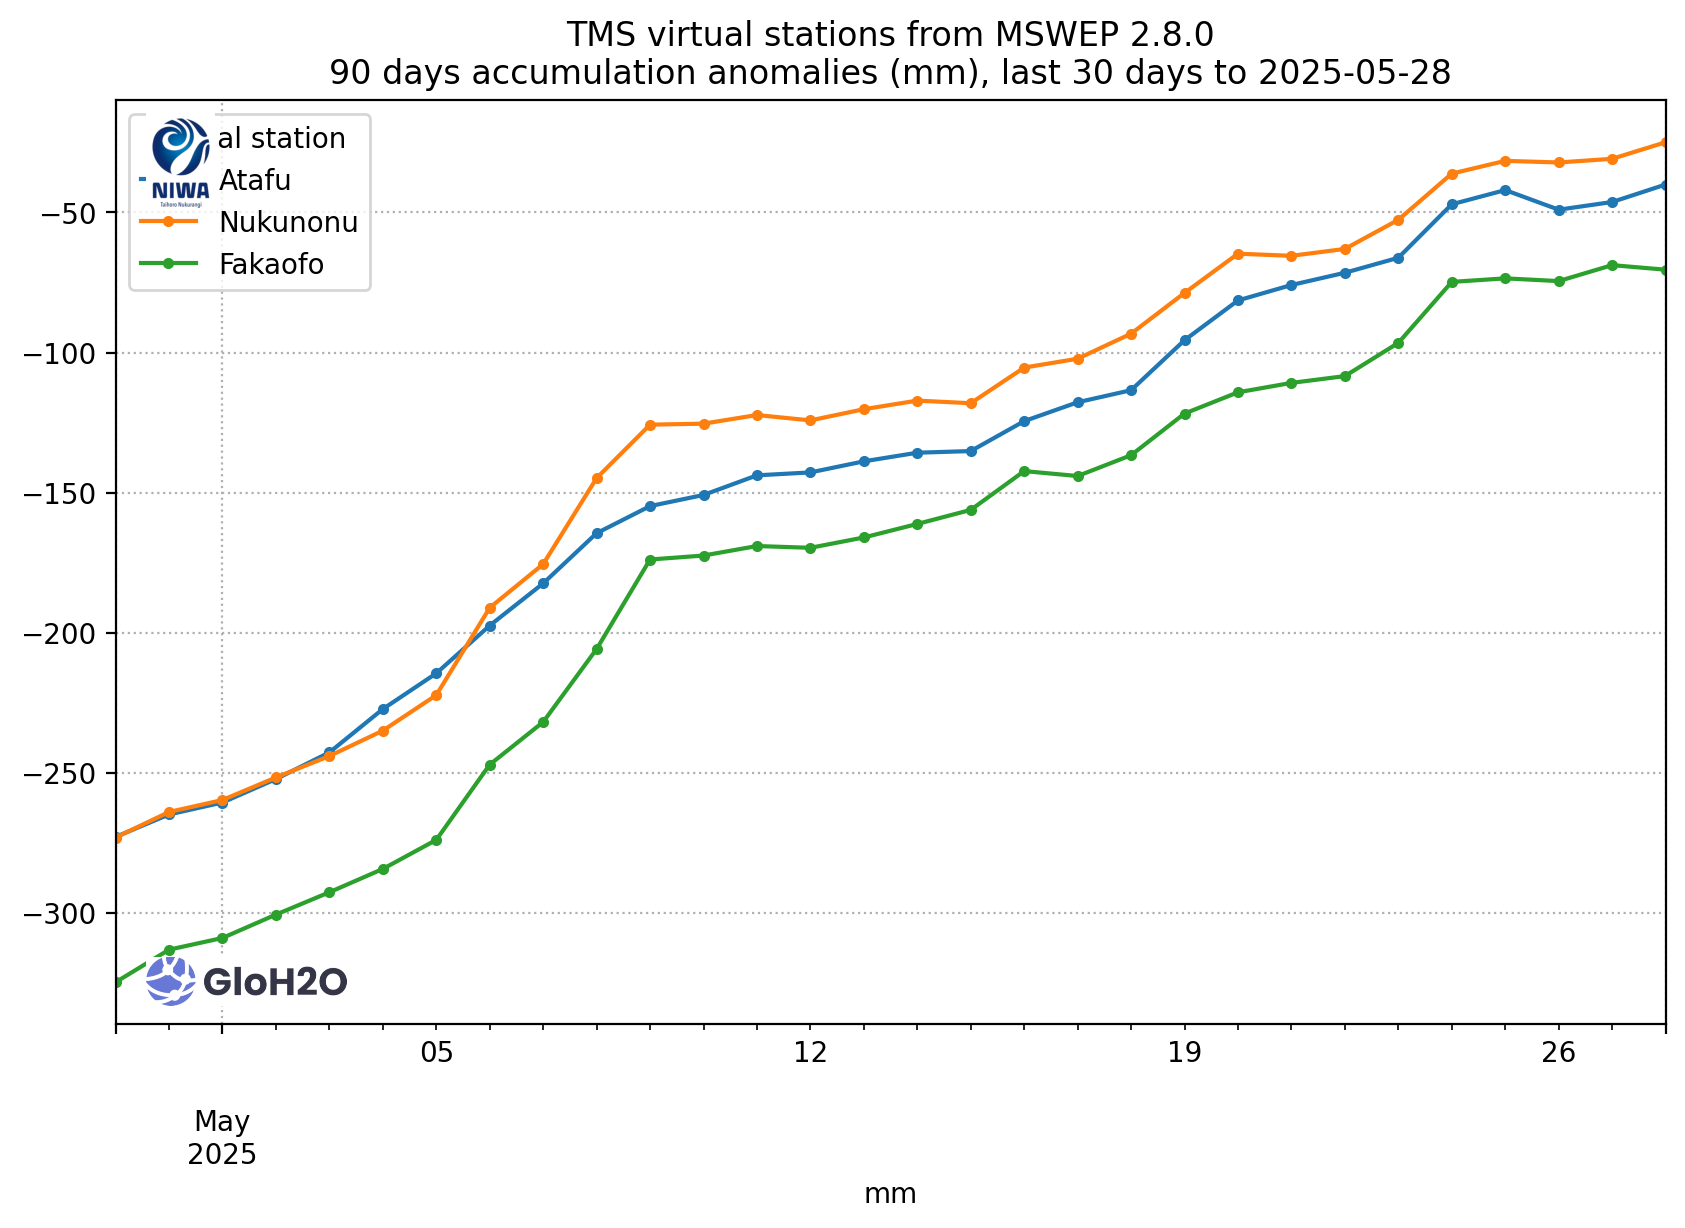 TMS virtual stations from MSWEP 2.8.0
90 days accumulation anomalies (mm), last 30 days to 2025-05-28
al station
NIWA
Taihoro Nukurangi
Atafu
Nukunonu
Fakaofo
−50
−100
−150
−200
−250
−300
GloH2O
05
12
19
26
May
2025
mm